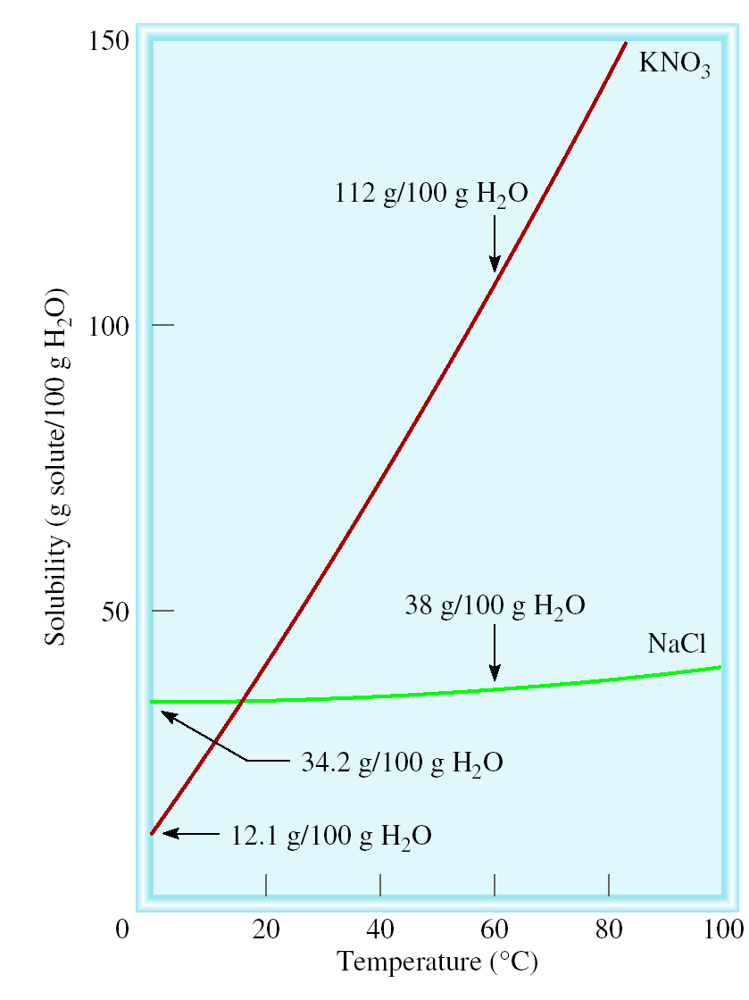 150
KNO₃
112 g/100 g H₂O
100
Solubility (g solute/100 g H₂O)
38 g/100 g H₂O
50
NaCl
34.2 g/100 g H₂O
12.1 g/100 g H₂O
0 20 40 60 80 100
Temperature (°C)